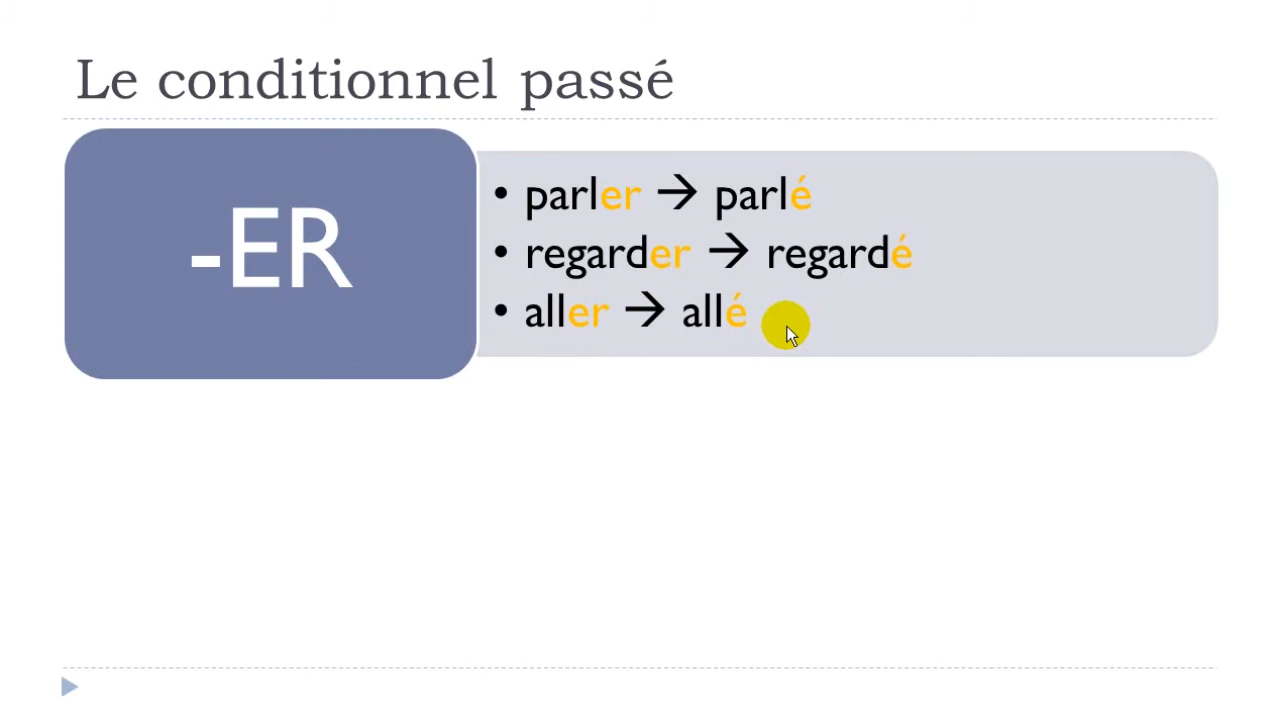 Le conditionnel passé
-ER
• parler → parlé
• regarder → regardé
• aller → allé